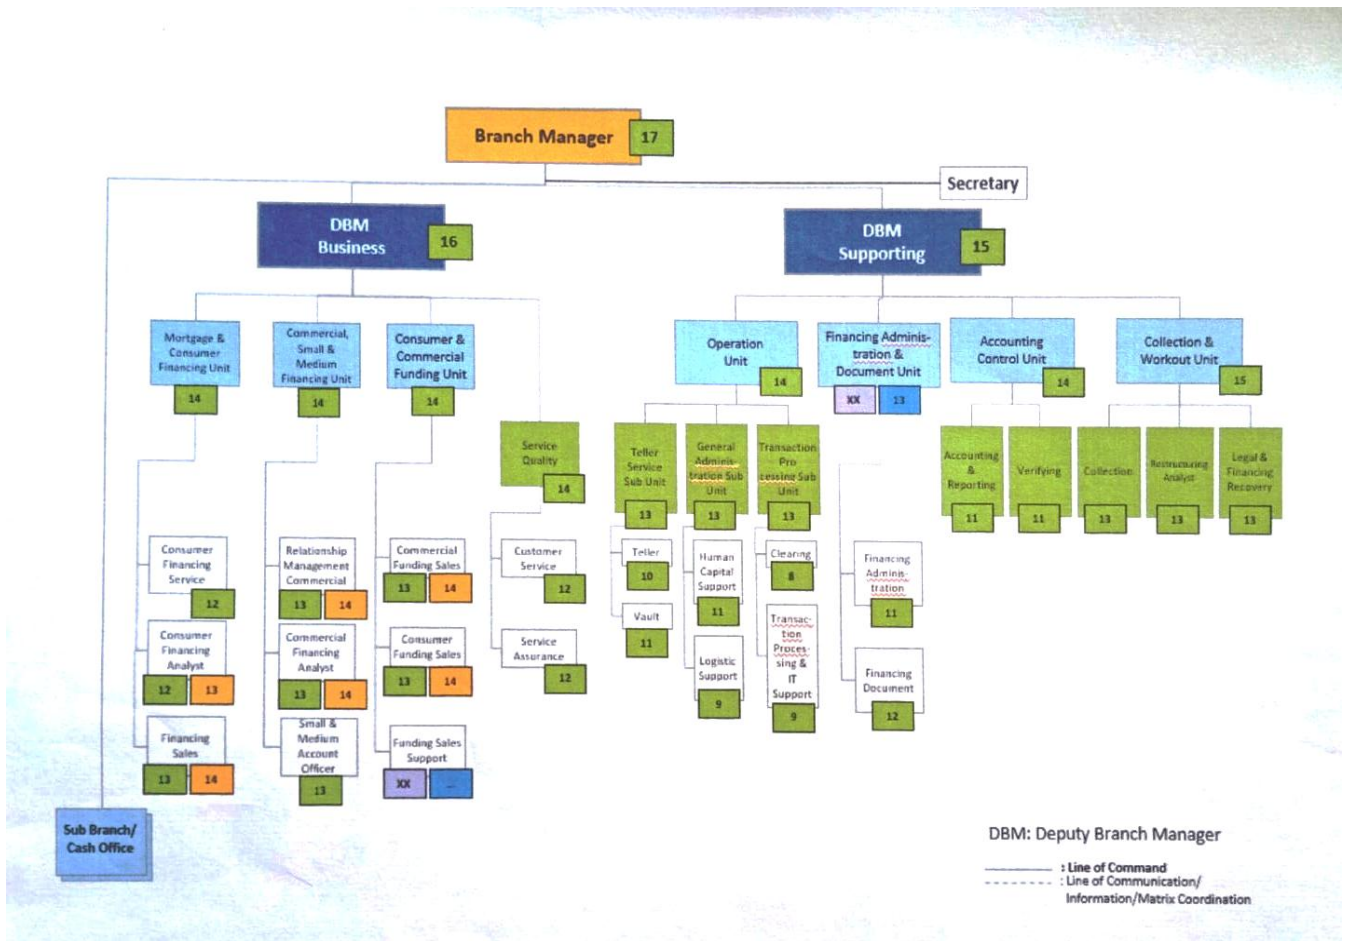 Branch Manager
17
Secretary
DBM
Business
16
DBM
Supporting
15
Mortgage &
Consumer
Financing Unit
14
Commercial,
Small &
Medium
Financing Unit
14
Consumer &
Commercial
Funding Unit
14
Service
Quality
14
Operation
Unit
14
Financing Adminis-
tration &
Document Unit
XX
13
Accounting
Control Unit
14
Collection &
Workout Unit
15
Teller
Service
Sub Unit
13
General
Adminis-
tration Sub
Unit
13
Transaction
Pro
cessing Sub
Unit
13
Accounting
&
Reporting
11
Verifying
11
Collection
13
Restructuring
Analyst
13
Legal &
Financing
Recovery
13
Consumer
Financing
Service
12
Consumer
Financing
Analyst
12
13
Financing
Sales
13
14
Relationship
Management
Commercial
13
14
Commercial
Financing
Analyst
13
14
Small &
Medium
Account
Officer
13
Commercial
Funding Sales
13
14
Consumer
Funding Sales
13
14
Funding Sales
Support
XX
...
Customer
Service
12
Service
Assurance
12
Teller
10
Vault
11
Human
Capital
Support
11
Logistic
Support
9
Clearing
8
Transac-
tion
Proces-
sing &
IT
Support
9
Financing
Adminis-
tration
11
Financing
Document
12
Sub Branch/
Cash Office
DBM: Deputy Branch Manager
: Line of Command
: Line of Communication/
Information/Matrix Coordination